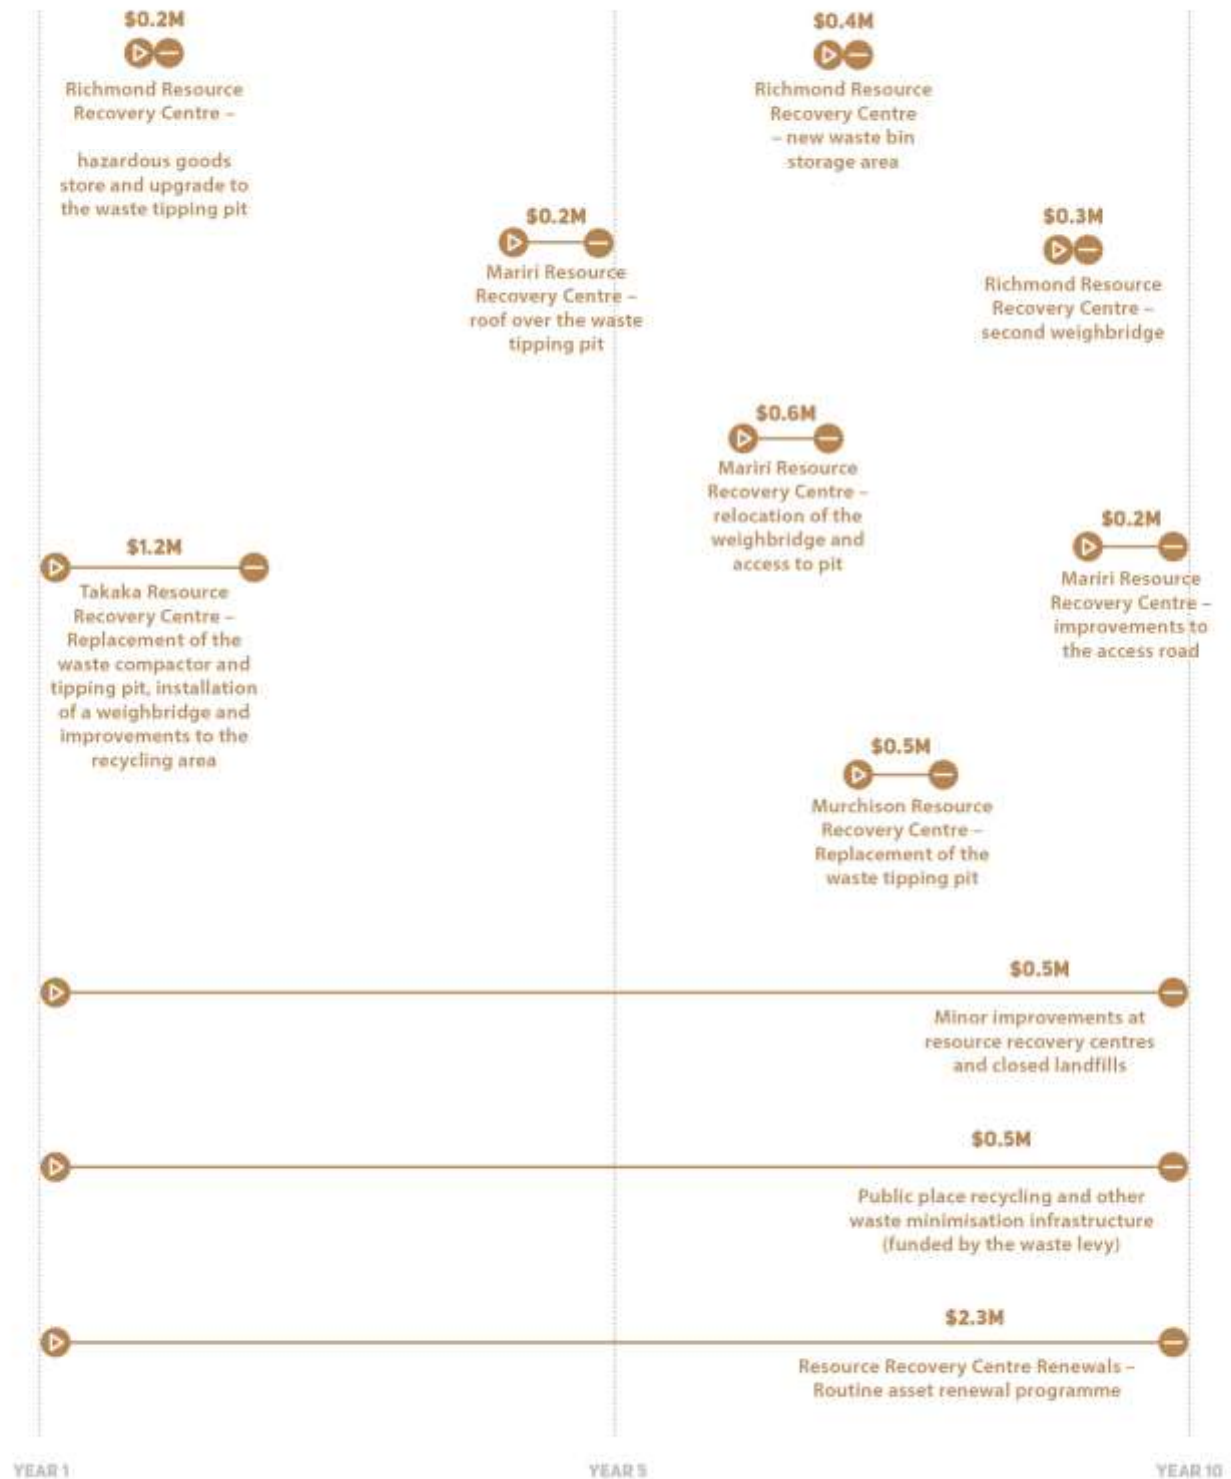 $0.2M
Richmond Resource
Recovery Centre –
hazardous goods
store and upgrade to
the waste tipping pit
$0.4M
Richmond Resource
Recovery Centre
– new waste bin
storage area
$0.2M
Mariri Resource
Recovery Centre –
roof over the waste
tipping pit
$0.3M
Richmond Resource
Recovery Centre –
second weighbridge
$0.6M
Mariri Resource
Recovery Centre –
relocation of the
weighbridge and
access to pit
$0.2M
Mariri Resource
Recovery Centre –
improvements to
the access road
$1.2M
Takaka Resource
Recovery Centre –
Replacement of the
waste compactor and
tipping pit, installation
of a weighbridge and
improvements to the
recycling area
$0.5M
Murchison Resource
Recovery Centre –
Replacement of the
waste tipping pit
$0.5M
Minor improvements at
resource recovery centres
and closed landfills
$0.5M
Public place recycling and other
waste minimisation infrastructure
(funded by the waste levy)
$2.3M
Resource Recovery Centre Renewals –
Routine asset renewal programme
YEAR 1
YEAR 5
YEAR 10